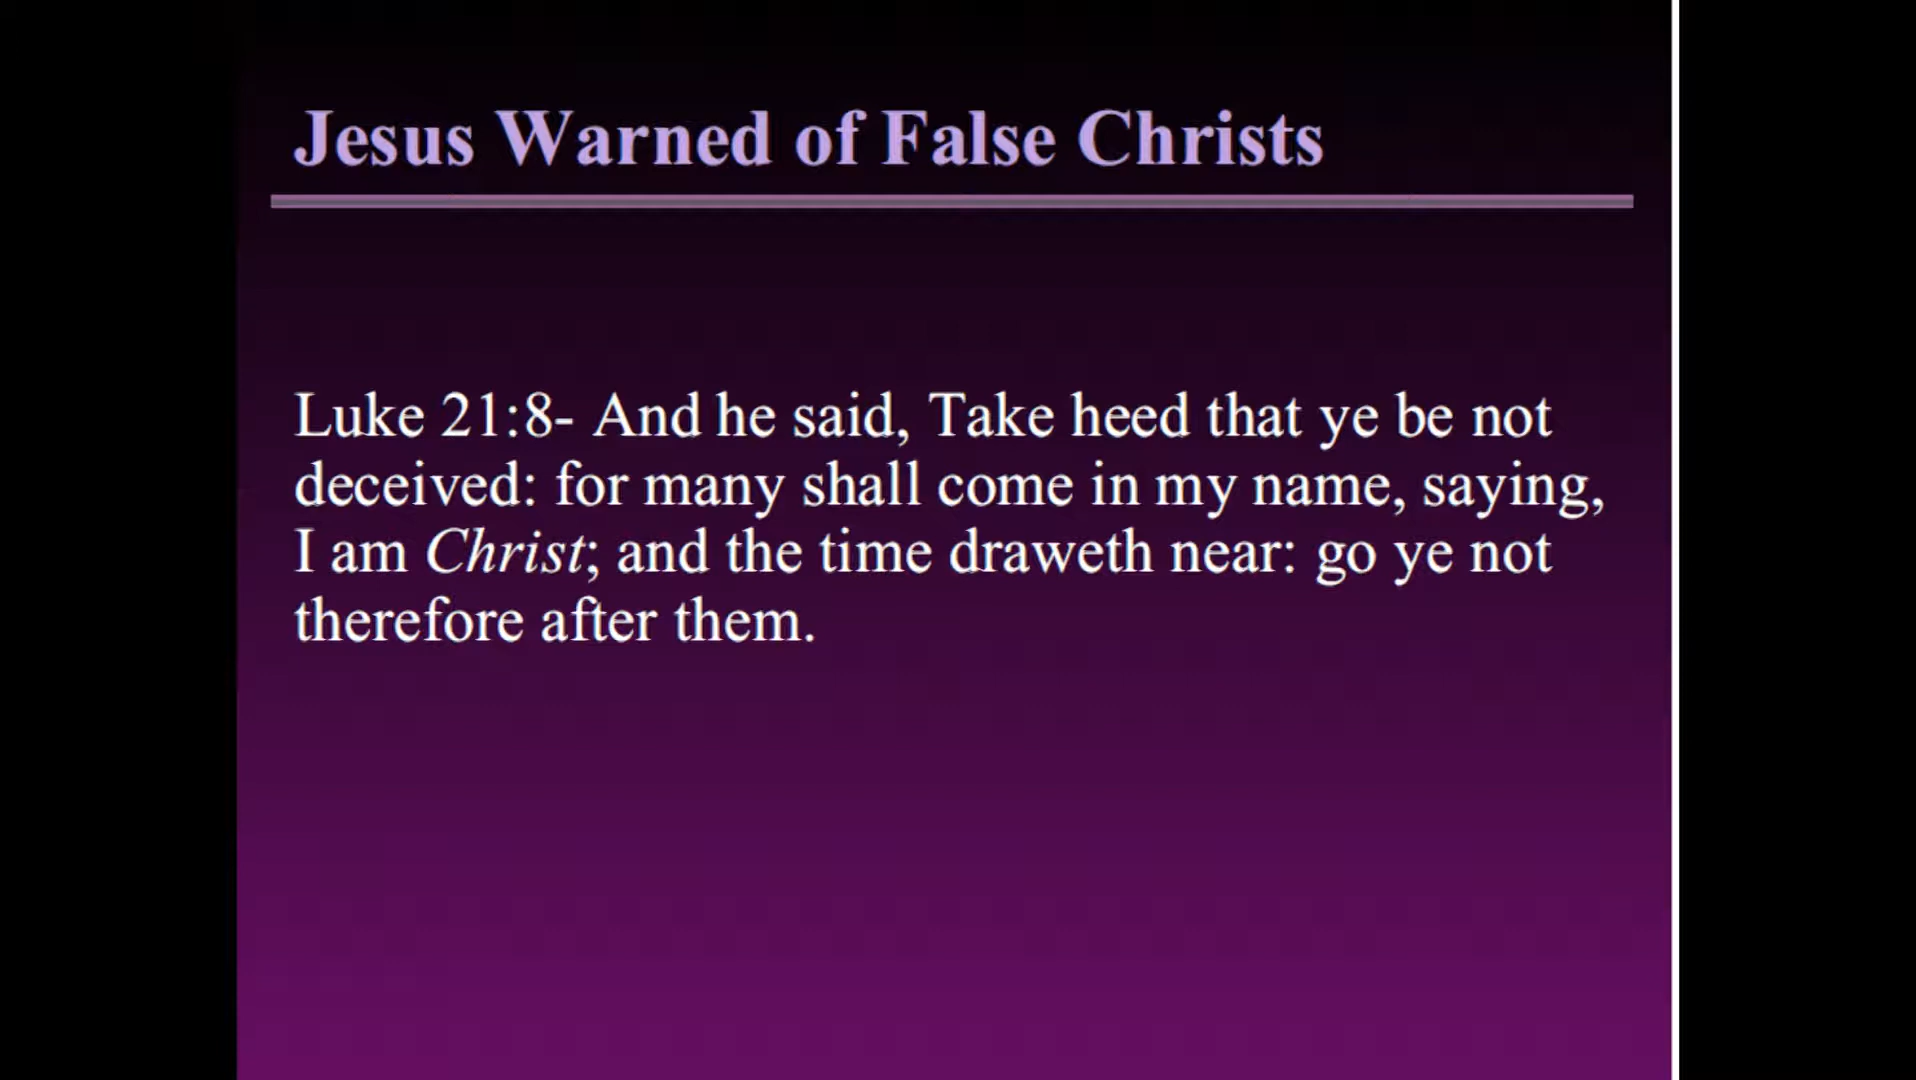 Jesus Warned of False Christs
Luke 21:8- And he said, Take heed that ye be not
deceived: for many shall come in my name, saying,
I am Christ; and the time draweth near: go ye not
therefore after them.